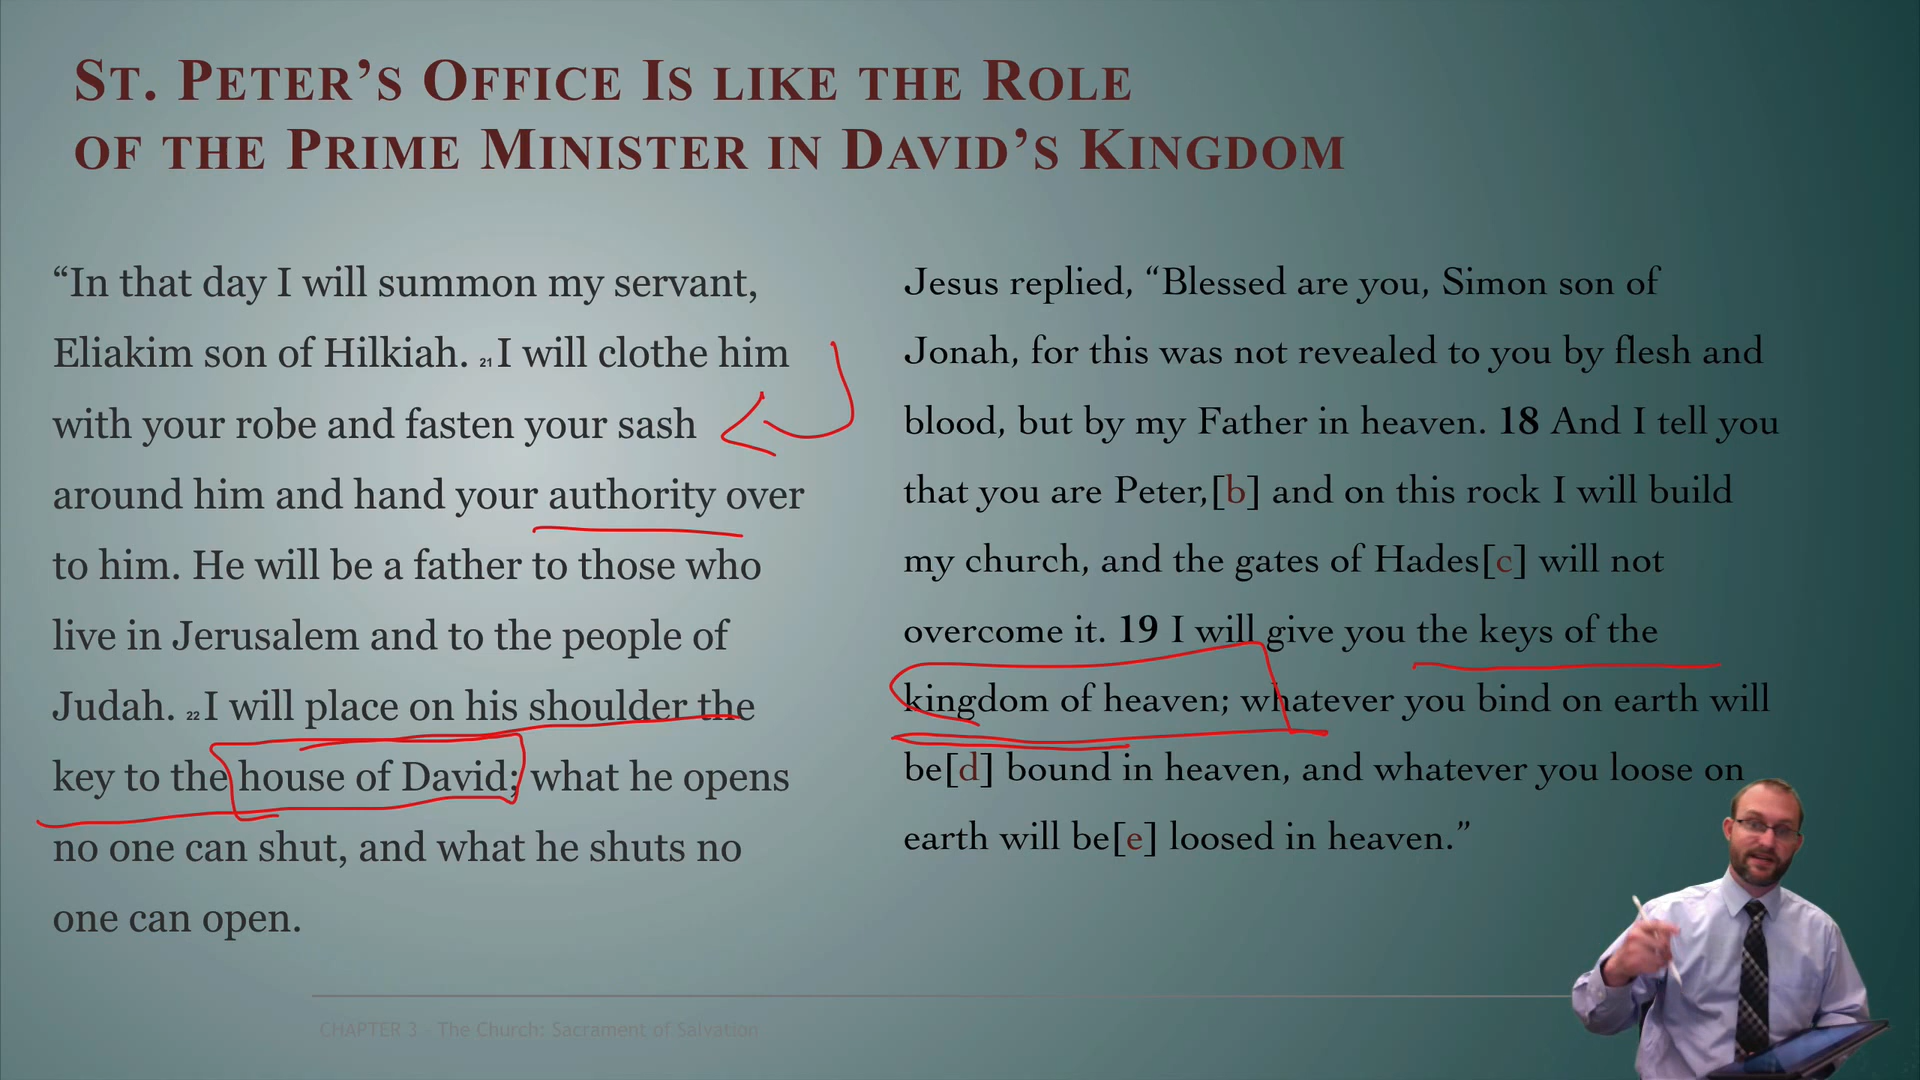 ST. PETER’S OFFICE IS LIKE THE ROLE
OF THE PRIME MINISTER IN DAVID’S KINGDOM
“In that day I will summon my servant,
Eliakim son of Hilkiah. 21 I will clothe him
with your robe and fasten your sash
around him and hand your authority over
to him. He will be a father to those who
live in Jerusalem and to the people of
Judah. 22 I will place on his shoulder the
key to the house of David; what he opens
no one can shut, and what he shuts no
one can open.
Jesus replied, “Blessed are you, Simon son of
Jonah, for this was not revealed to you by flesh and
blood, but by my Father in heaven. 18 And I tell you
that you are Peter,[b] and on this rock I will build
my church, and the gates of Hades[c] will not
overcome it. 19 I will give you the keys of the
kingdom of heaven; whatever you bind on earth will
be[d] bound in heaven, and whatever you loose on
earth will be[e] loosed in heaven.”
CHAPTER 3 - The Church: Sacrament of Salvation